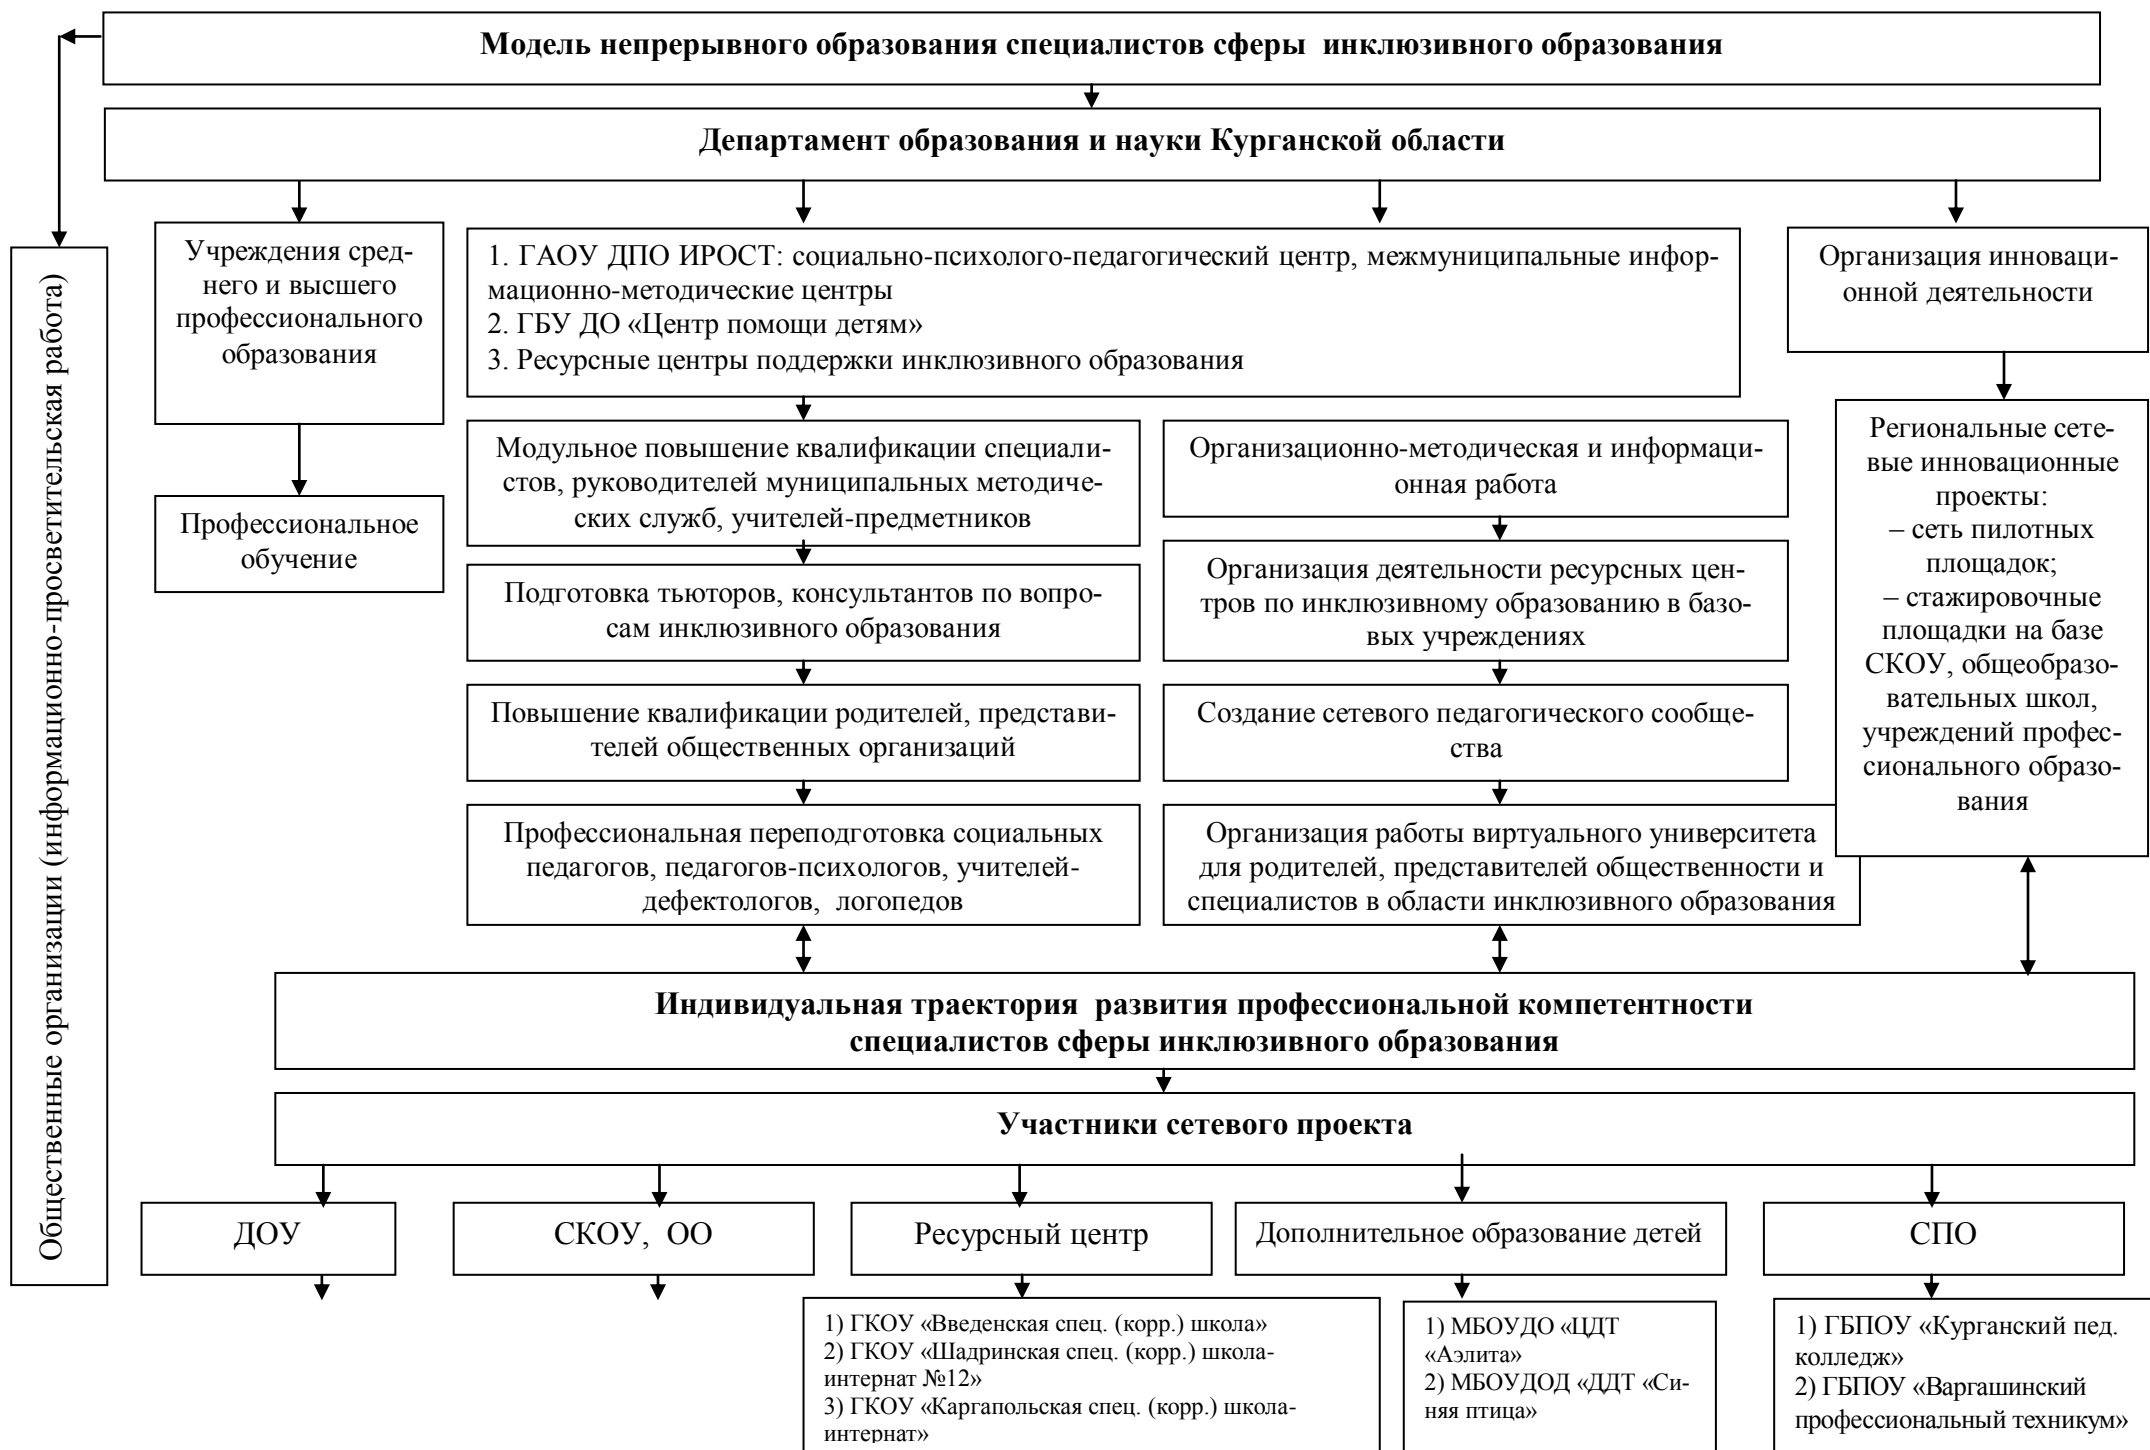 Модель непрерывного образования специалистов сферы инклюзивного образования
Департамент образования и науки Курганской области
Общественные организации (информационно-просветительская работа)
Учреждения сред-
него и высшего
профессионального
образования
Профессиональное
обучение
1. ГАОУ ДПО ИРОСТ: социально-психолого-педагогический центр, межмуниципальные инфор-
мационно-методические центры
2. ГБУ ДО «Центр помощи детям»
3. Ресурсные центры поддержки инклюзивного образования
Модульное повышение квалификации специали-
стов, руководителей муниципальных методиче-
ских служб, учителей-предметников
Подготовка тьюторов, консультантов по вопро-
сам инклюзивного образования
Повышение квалификации родителей, представи-
телей общественных организаций
Профессиональная переподготовка социальных
педагогов, педагогов-психологов, учителей-
дефектологов, логопедов
Организационно-методическая и информаци-
онная работа
Организация деятельности ресурсных цен-
тров по инклюзивному образованию в базо-
вых учреждениях
Создание сетевого педагогического сообще-
ства
Организация работы виртуального университета
для родителей, представителей общественности и
специалистов в области инклюзивного образования
Организация инноваци-
онной деятельности
Региональные сете-
вые инновационные
проекты:
– сеть пилотных
площадок;
– стажировочные
площадки на базе
СКОУ, общеобразо-
вательных школ,
учреждений профес-
сионального образо-
вания
Индивидуальная траектория развития профессиональной компетентности
специалистов сферы инклюзивного образования
Участники сетевого проекта
ДОУ
СКОУ, ОО
Ресурсный центр
Дополнительное образование детей
СПО
1) ГКОУ «Введенская спец. (корр.) школа»
2) ГКОУ «Шадринская спец. (корр.) школа-
интернат №12»
3) ГКОУ «Каргапольская спец. (корр.) школа-
интернат»
1) МБОУДО «ЦДТ
«Аэлита»
2) МБОУДОД «ДДТ «Си-
няя птица»
1) ГБПОУ «Курганский пед.
колледж»
2) ГБПОУ «Варгашинский
профессиональный техникум»